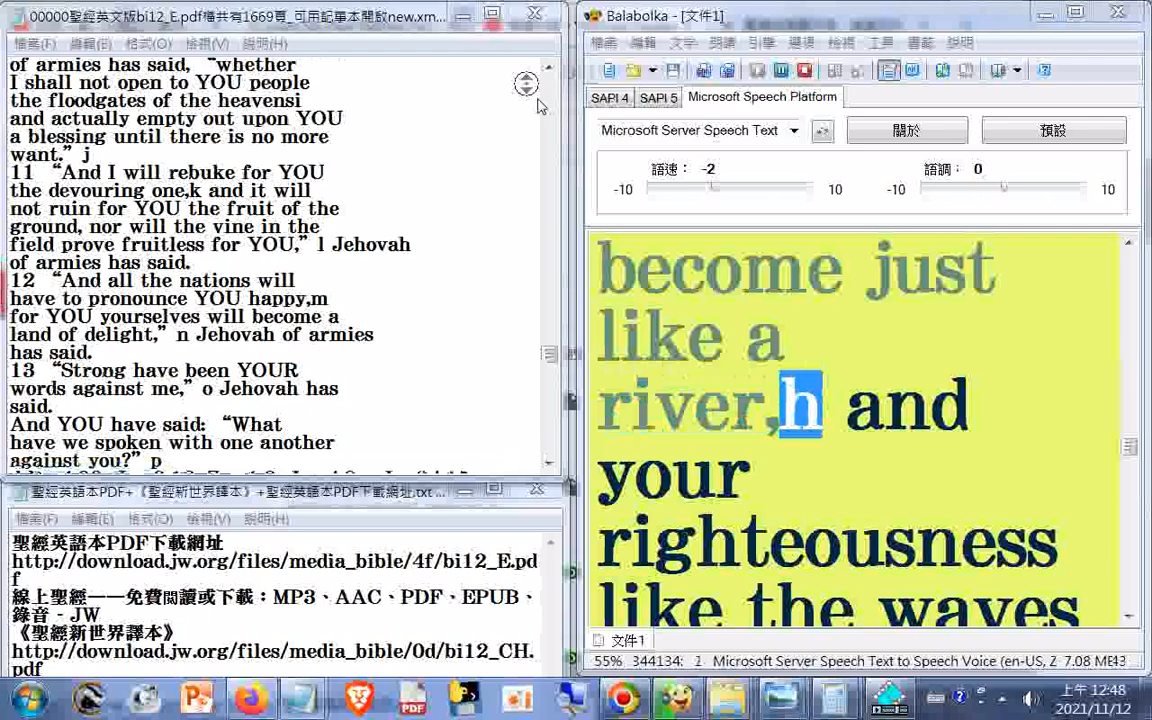 00000聖經英文版bi12_E.pdf檔共有1669頁_可用記事本開啟new.xm...
檔案(F) 編輯(E) 格式(O) 檢視(V) 說明(H)
of armies has said, “whether
I shall not open to YOU people
the floodgates of the heavensi
and actually empty out upon YOU
a blessing until there is no more
want.” j
11 “And I will rebuke for YOU
the devouring one,k and it will
not ruin for YOU the fruit of the
ground, nor will the vine in the
field prove fruitless for YOU,” l Jehovah
of armies has said.
12 “And all the nations will
have to pronounce YOU happy,m
for YOU yourselves will become a
land of delight,” n Jehovah of armies
has said.
13 “Strong have been YOUR
words against me,” o Jehovah has
said.
And YOU have said: “What
have we spoken with one another
against you?” p
聖經英語本PDF+《聖經新世界譯本》+聖經英語本PDF下載網址.txt ...
檔案(F) 編輯(E) 格式(O) 檢視(V) 說明(H)
聖經英語本PDF下載網址
http://download.jw.org/files/media_bible/4f/bi12_E.pd
f
線上聖經——免費閱讀或下載：MP3、AAC、PDF、EPUB、
錄音 - JW
《聖經新世界譯本》
http://download.jw.org/files/media_bible/0d/bi12_CH.
pdf
Balabolka - [文件1]
檔案 編輯 文字 朗讀 引擎 選項 檢視 工具 書籤 說明
SAPI 4 SAPI 5 Microsoft Speech Platform
Microsoft Server Speech Text 關於 預設
語速： -2 語調： 0
-10 10 -10 10
become just
like a
river,h and
your
righteousness
like the waves
文件1
55% 344134: 1 Microsoft Server Speech Text to Speech Voice (en-US, Z 7.08 ME
上午 12:48
2021/11/12